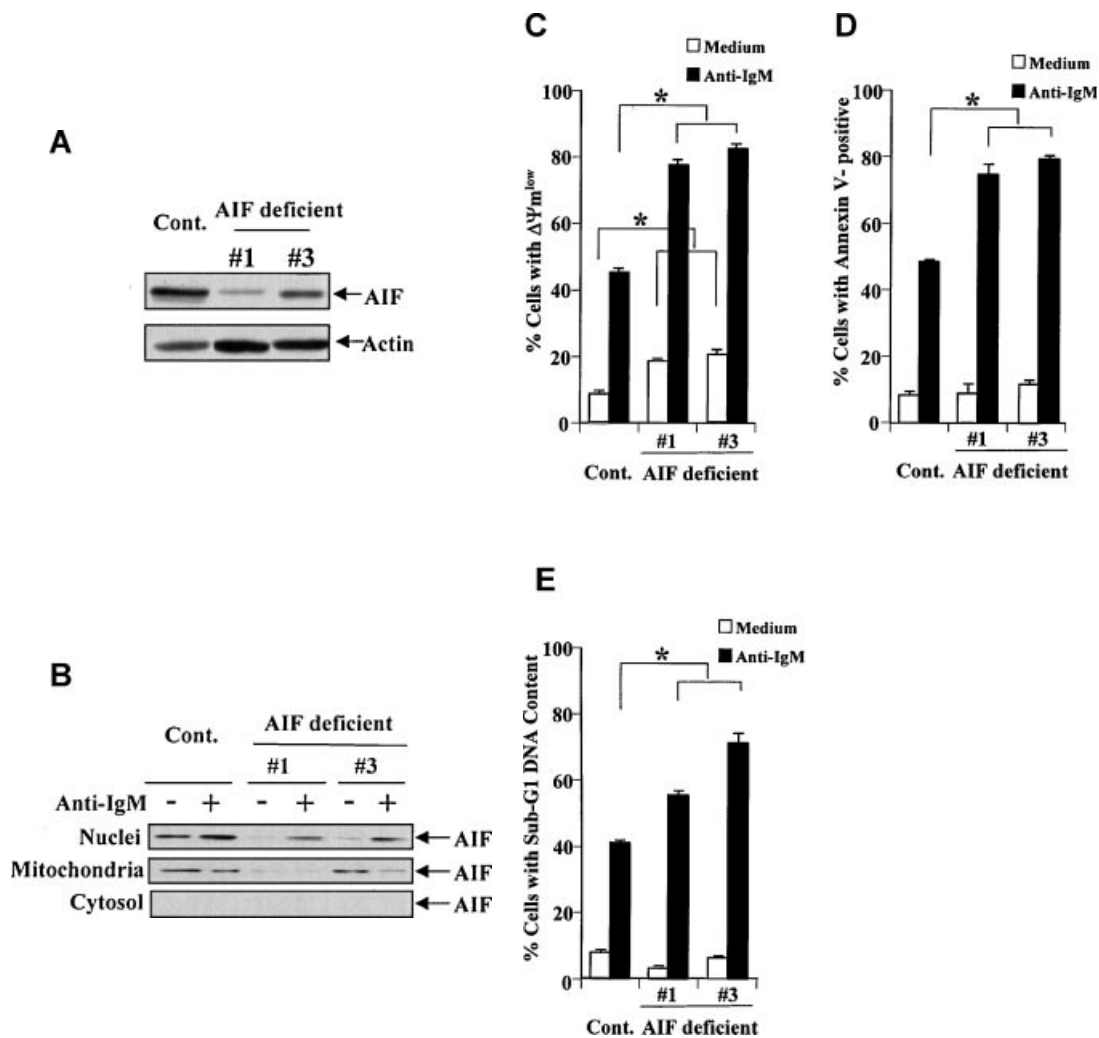 A
Cont.
AIF deficient
#1 #3
AIF
Actin
B
Cont.
AIF deficient
#1 #3
Anti-IgM - + - + - +
Nuclei AIF
Mitochondria AIF
Cytosol AIF
C
Medium
Anti-IgM
% Cells with ΔΨm^low
100
80
60
40
20
0
*
*
#1 #3
Cont. AIF deficient
D
Medium
Anti-IgM
% Cells with Annexin V- positive
100
80
60
40
20
0
*
#1 #3
Cont. AIF deficient
E
Medium
Anti-IgM
% Cells with Sub-G1 DNA Content
100
80
60
40
20
0
*
#1 #3
Cont. AIF deficient